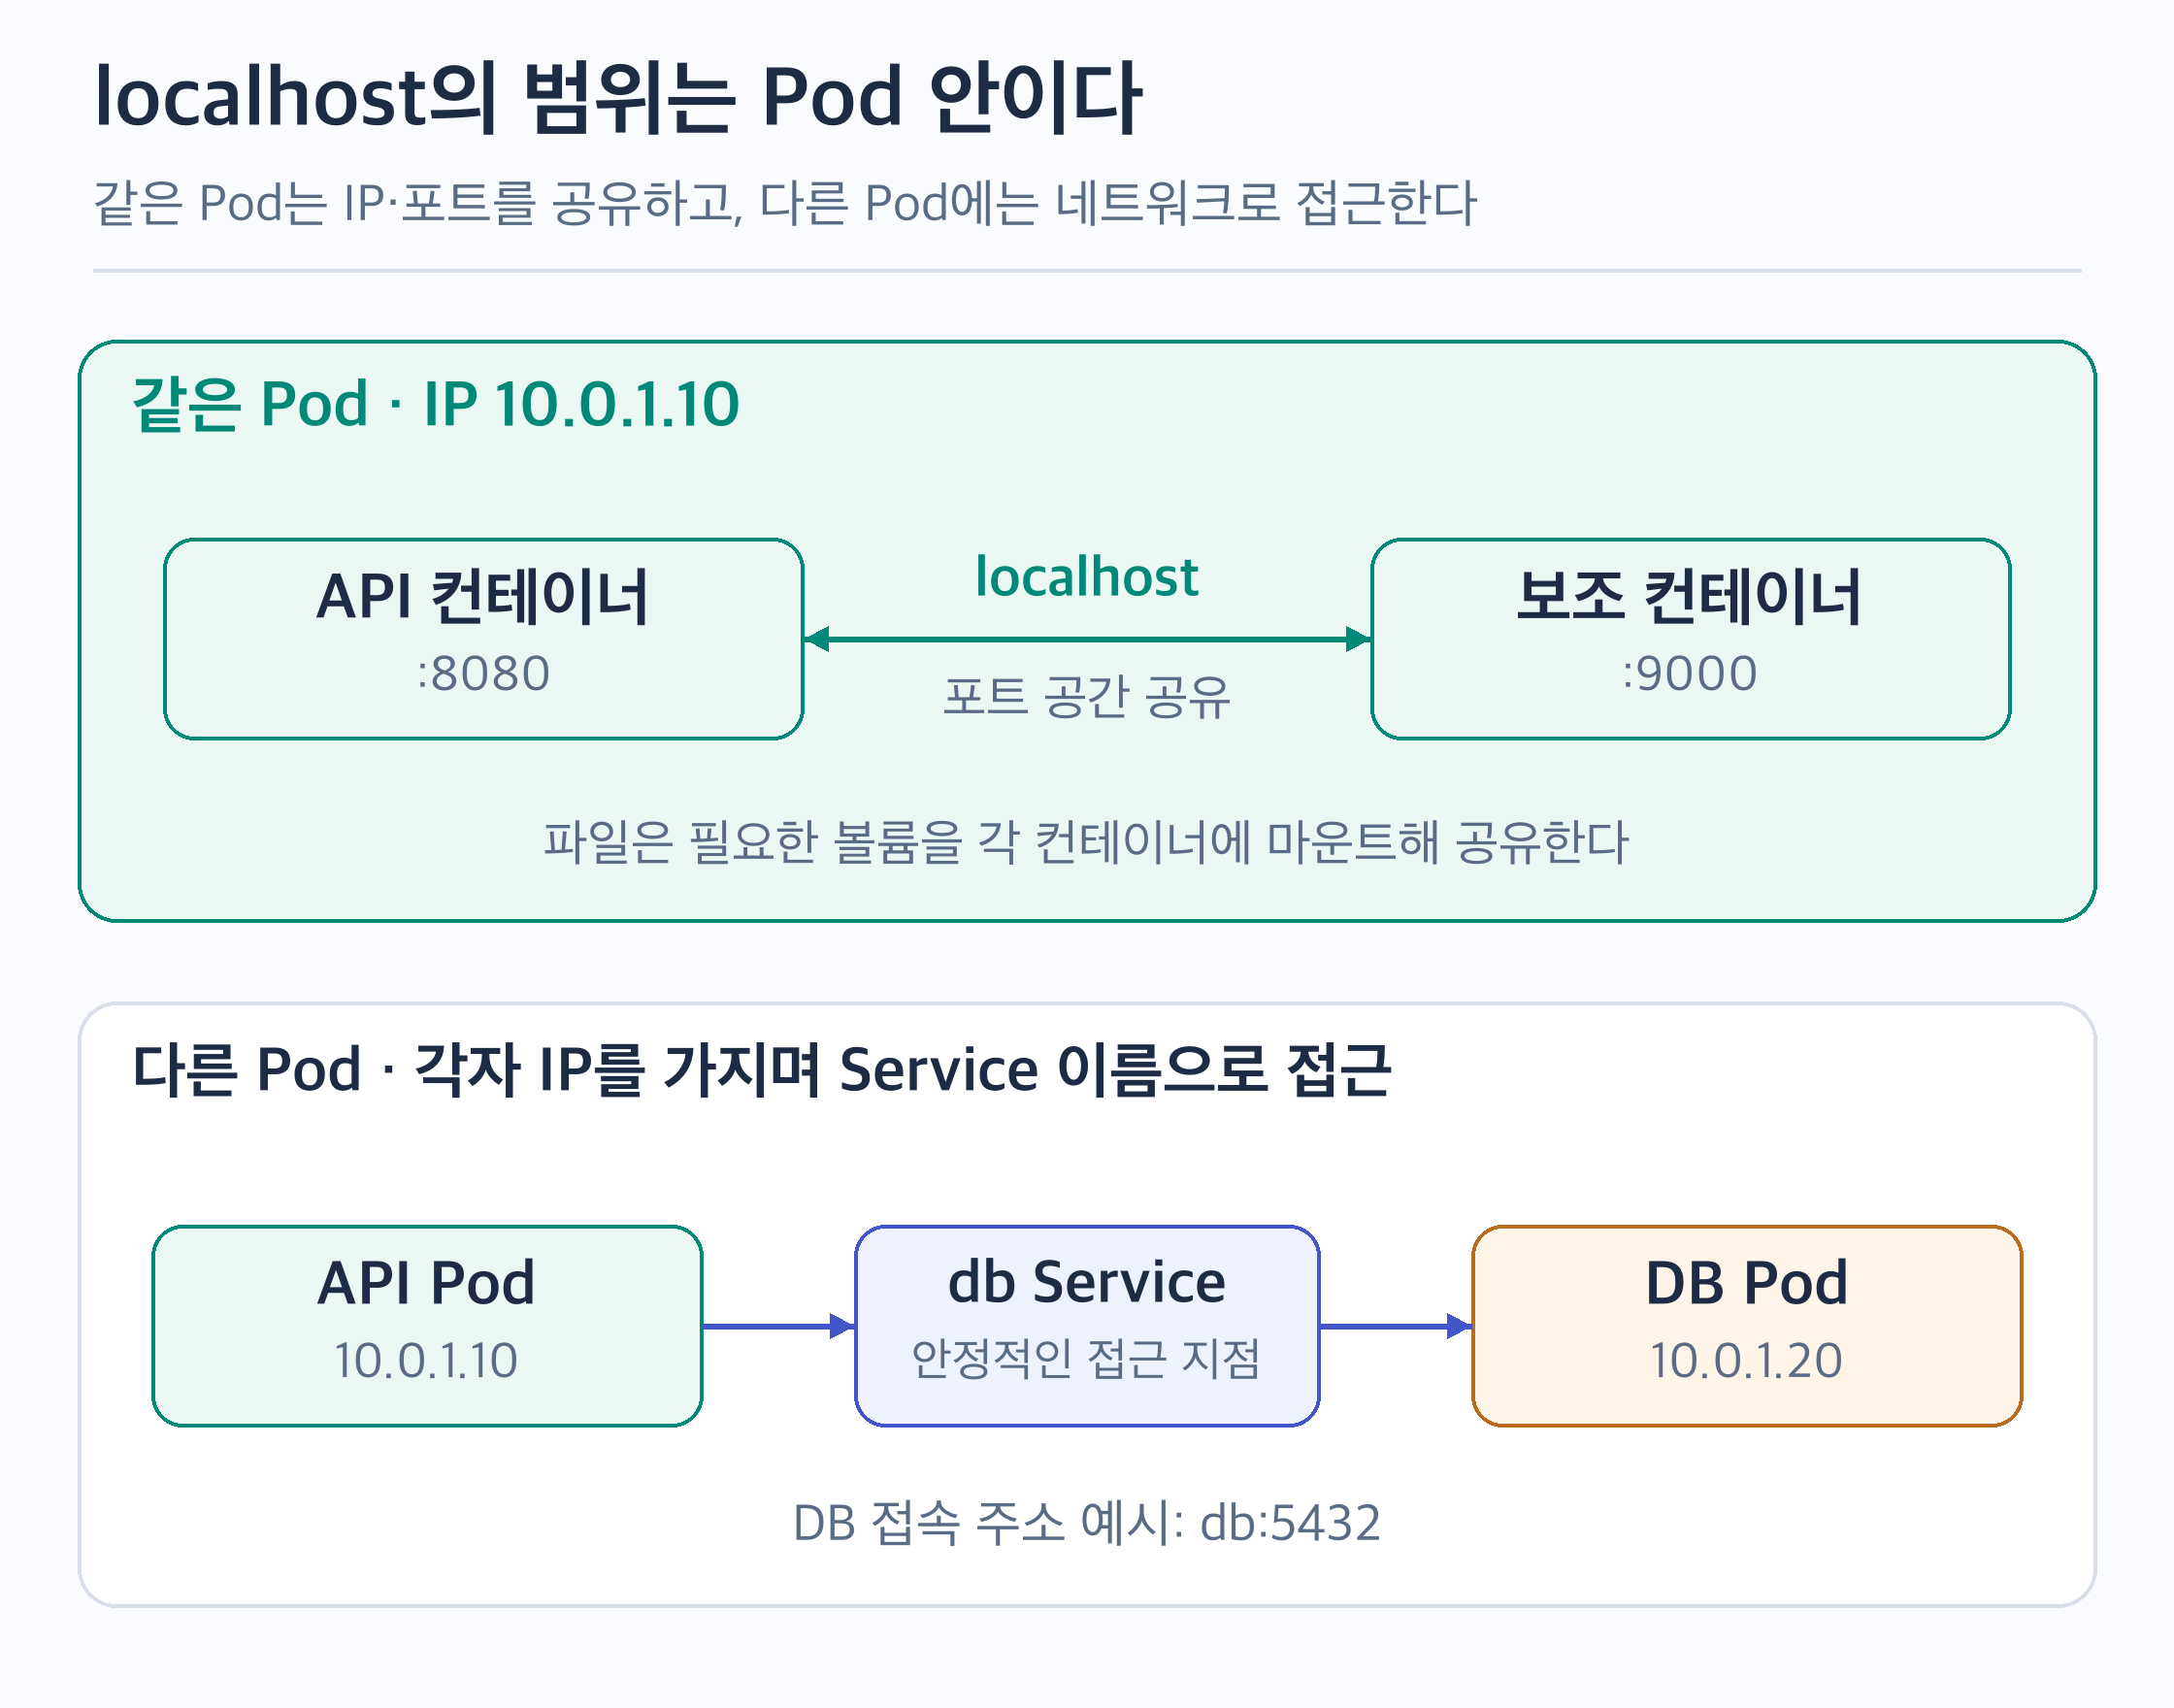 localhost의 범위는 Pod 안이다
같은 Pod는 IP·포트를 공유하고, 다른 Pod에는 네트워크로 접근한다
같은 Pod · IP 10.0.1.10
API 컨테이너
:8080
localhost
포트 공간 공유
보조 컨테이너
:9000
파일은 필요한 볼륨을 각 컨테이너에 마운트해 공유한다
다른 Pod · 각자 IP를 가지며 Service 이름으로 접근
API Pod
10.0.1.10
db Service
안정적인 접근 지점
DB Pod
10.0.1.20
DB 접속 주소 예시: db:5432